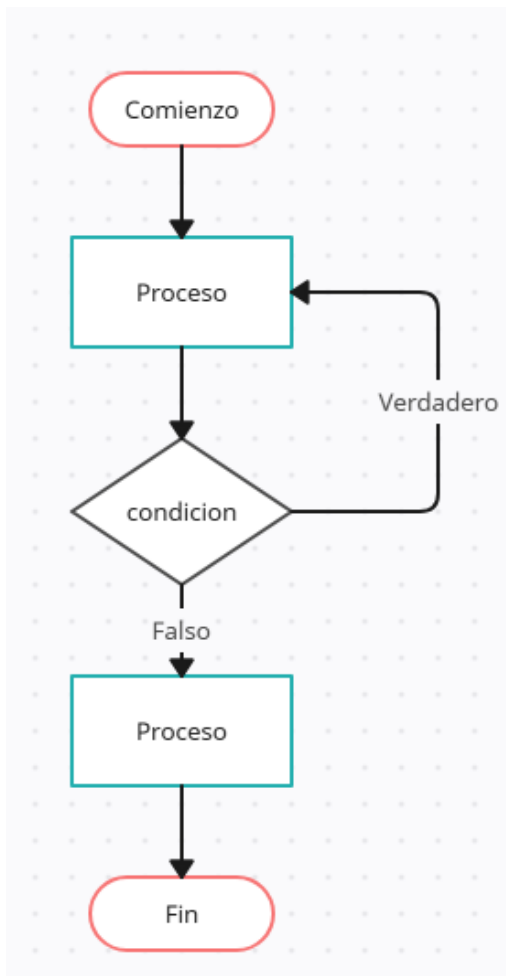 Comienzo
Proceso
Verdadero
condicion
Falso
Proceso
Fin